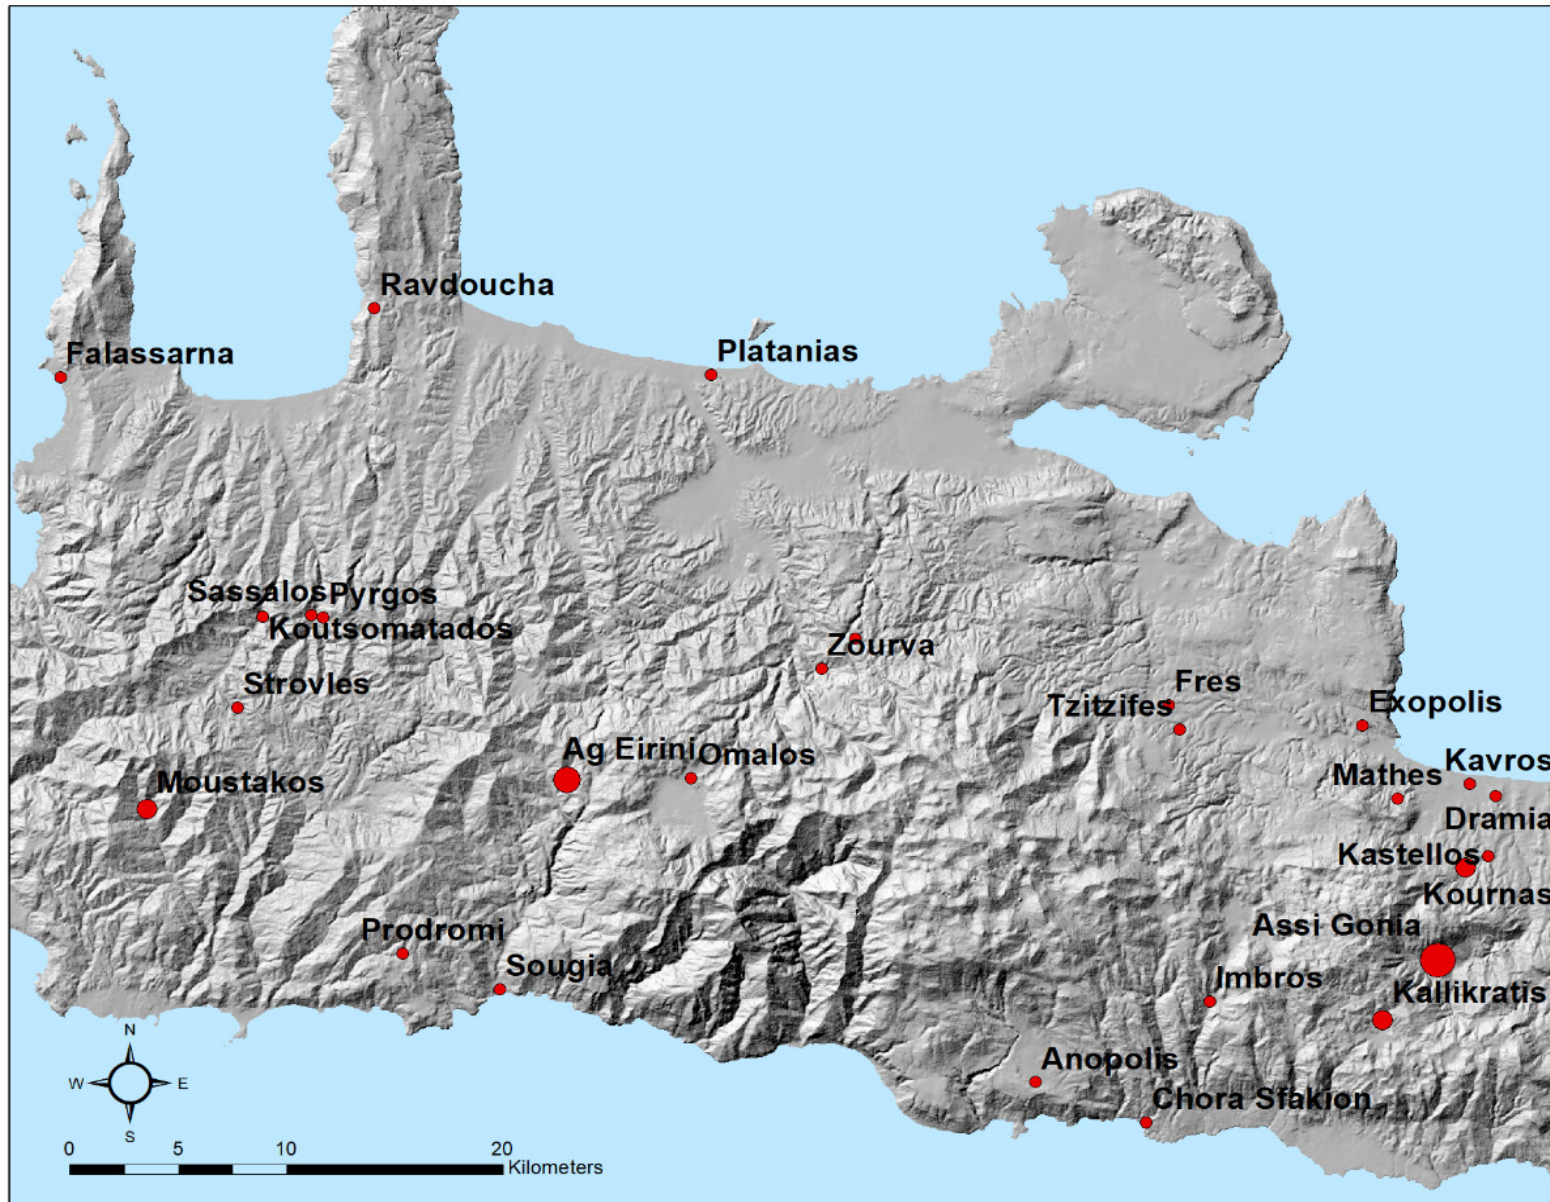 Ravdoucha
Falassarna
Platanias
Sassalos
Pyrgos
Koutsomatados
Zourva
Strovles
Fres
Tzitzifes
Exopolis
Ag Eirini
Omalos
Kavros
Moustakos
Mathes
Dramia
Kastellos
Kournas
Assi Gonia
Prodromi
Sougia
Imbros
Kallikratis
Anopolis
Chora Sfakion
N
W
E
S
0 5 10 20
Kilometers